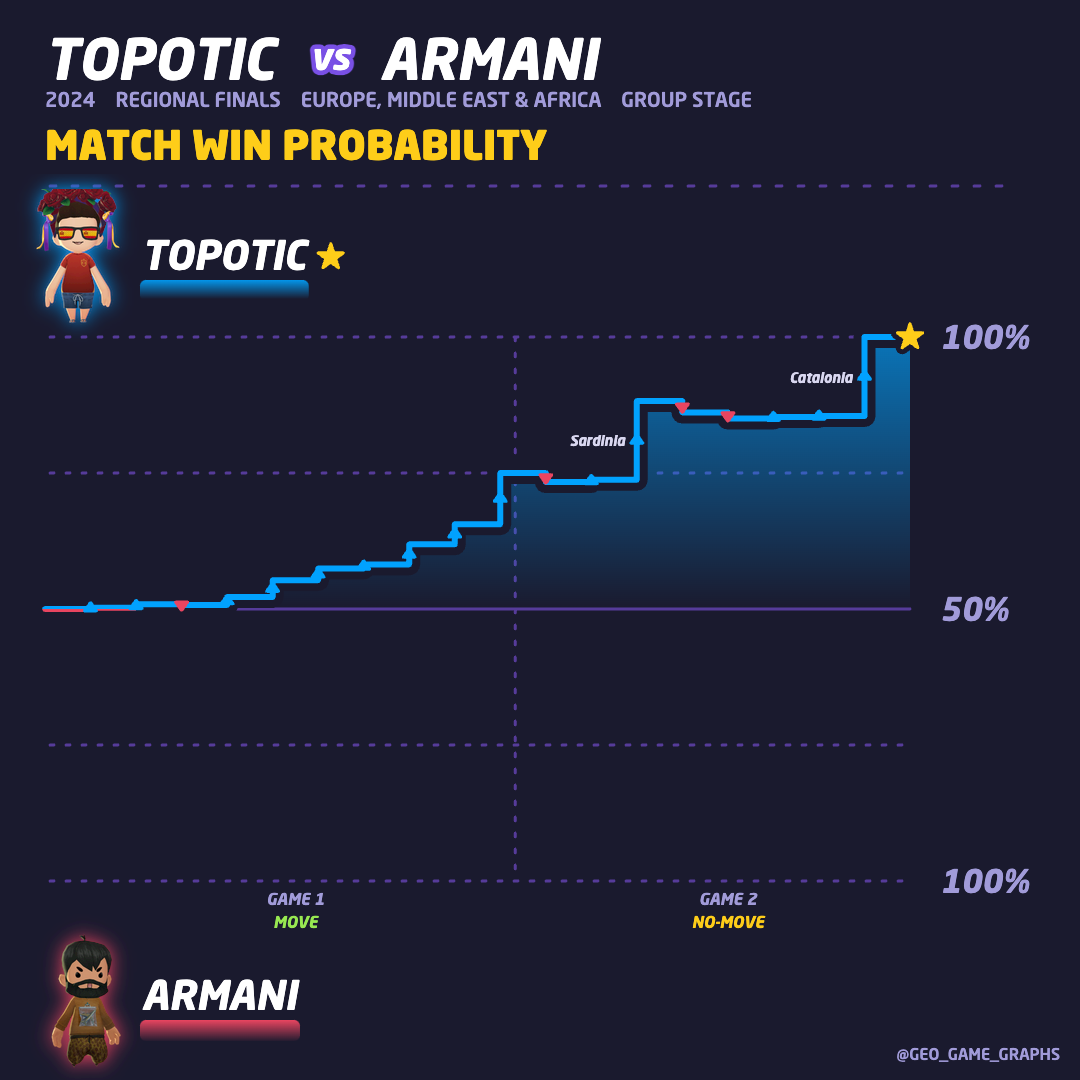 TOPOTIC VS ARMANI
2024 REGIONAL FINALS EUROPE, MIDDLE EAST & AFRICA GROUP STAGE
MATCH WIN PROBABILITY
TOPOTIC
100%
Catalonia
Sardinia
50%
100%
GAME 1 GAME 2
MOVE NO-MOVE
ARMANI
@GEO_GAME_GRAPHS